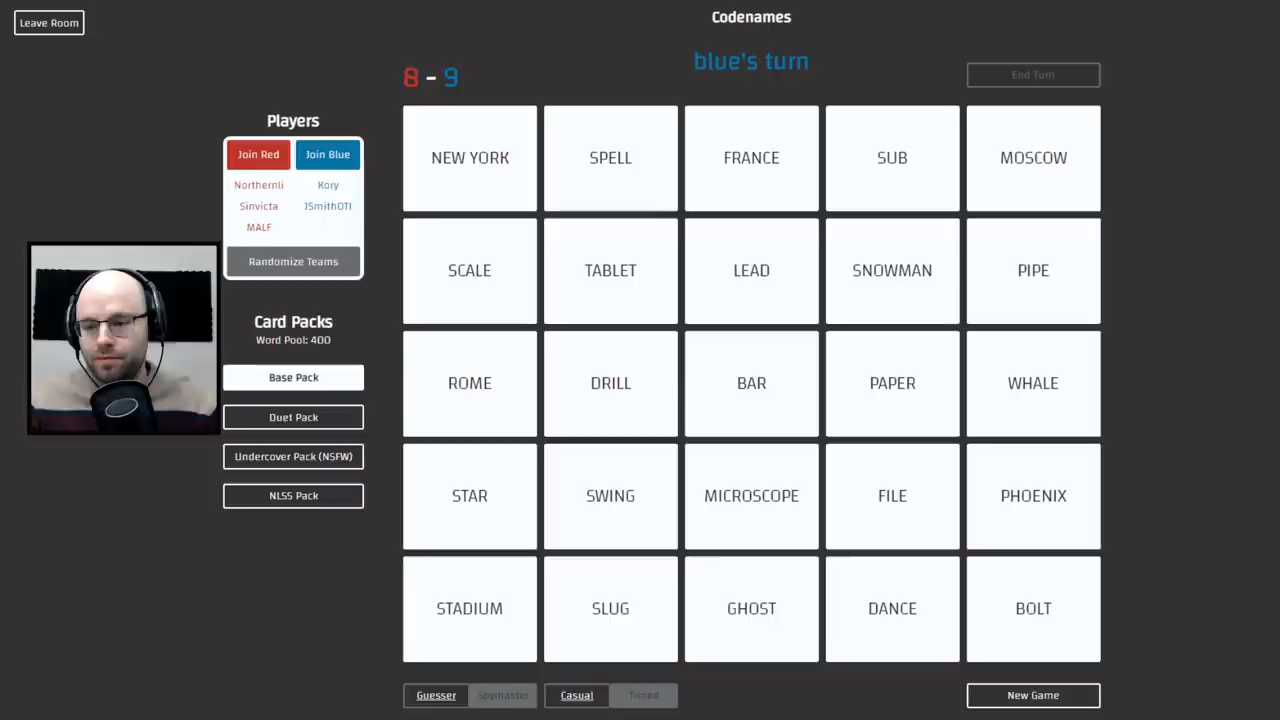 Leave Room
Codenames
blue's turn
8 - 9
End Turn
Players
Join Red
Join Blue
Northernli
Kory
Sinvicta
JSmithOTI
MALF
Randomize Teams
Card Packs
Word Pool: 400
Base Pack
Duet Pack
Undercover Pack (NSFW)
NLSS Pack
NEW YORK
SPELL
FRANCE
SUB
MOSCOW
SCALE
TABLET
LEAD
SNOWMAN
PIPE
ROME
DRILL
BAR
PAPER
WHALE
STAR
SWING
MICROSCOPE
FILE
PHOENIX
STADIUM
SLUG
GHOST
DANCE
BOLT
Guesser
Spymaster
Casual
Timed
New Game